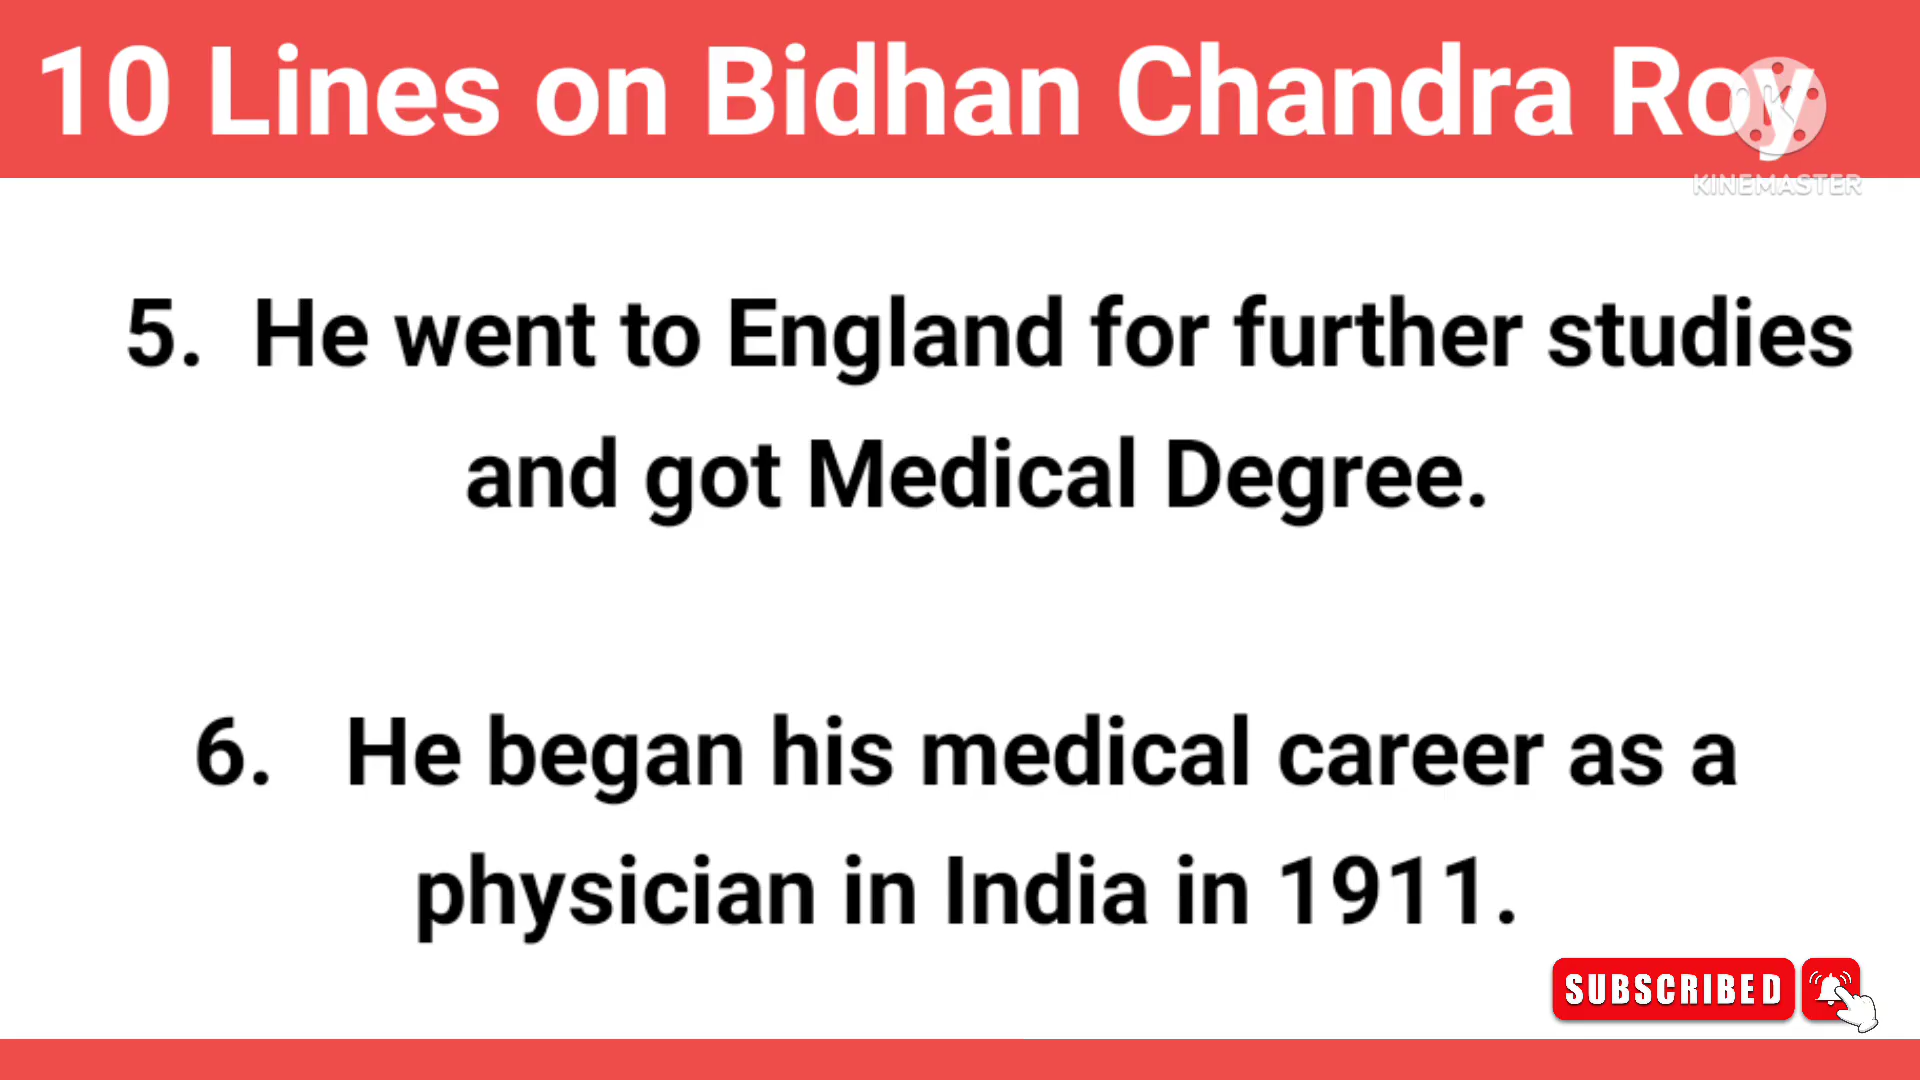 10 Lines on Bidhan Chandra Roy
KINEMASTER
5. He went to England for further studies
and got Medical Degree.
6. He began his medical career as a
physician in India in 1911.
SUBSCRIBED